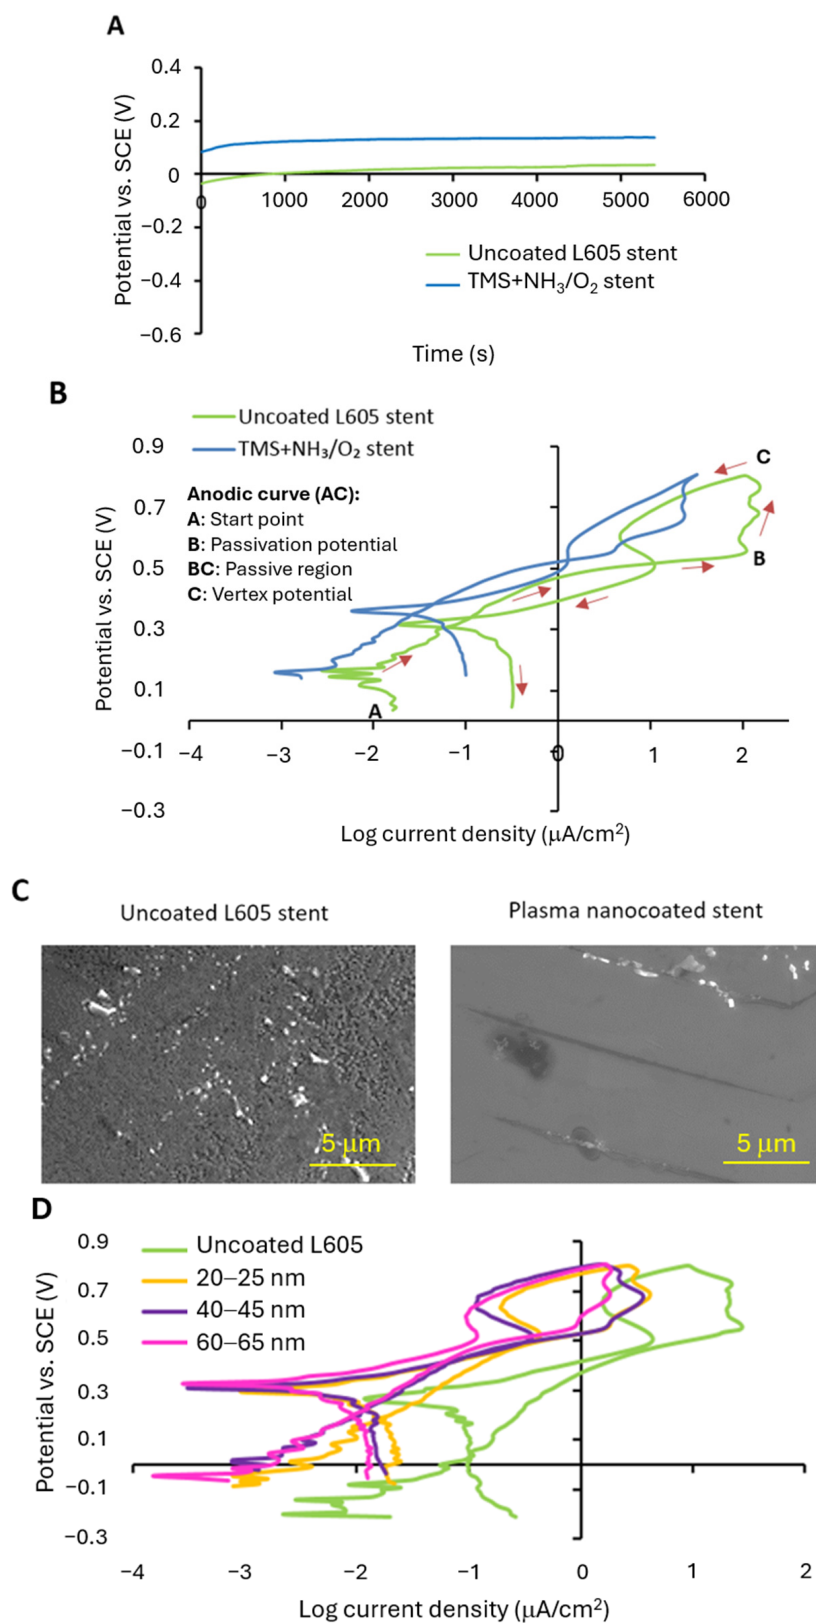 A
Potential vs. SCE (V)
0.4
0.2
0
−0.2
−0.4
−0.6
0 1000 2000 3000 4000 5000 6000
Uncoated L605 stent
TMS+NH₃/O₂ stent
Time (s)
B
Uncoated L605 stent
TMS+NH₃/O₂ stent
Anodic curve (AC):
A: Start point
B: Passivation potential
BC: Passive region
C: Vertex potential
Potential vs. SCE (V)
0.9
0.7
0.5
0.3
0.1
−0.1
−0.3
C
B
A
−4 −3 −2 −1 0 1 2
Log current density (µA/cm²)
C
Uncoated L605 stent
Plasma nanocoated stent
5 µm
5 µm
D
Uncoated L605
20–25 nm
40–45 nm
60–65 nm
Potential vs. SCE (V)
0.9
0.7
0.5
0.3
0.1
−0.1
−0.3
−4 −3 −2 −1 0 1 2
Log current density (µA/cm²)